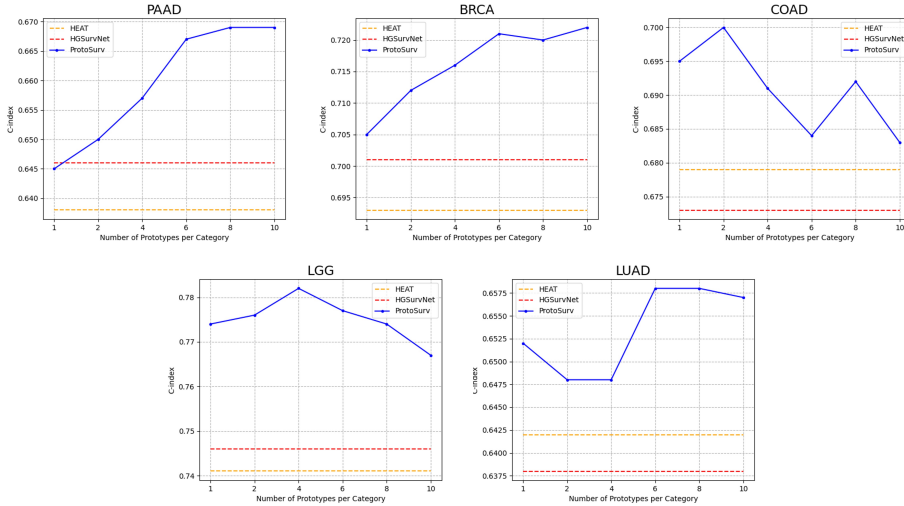 PAAD
0.670
0.665
0.660
0.655
0.650
0.645
0.640
C-index
HEAT
HGSurvNet
ProtoSurv
1 2 4 6 8 10
Number of Prototypes per Category
BRCA
0.720
0.715
0.710
0.705
0.700
0.695
C-index
HEAT
HGSurvNet
ProtoSurv
1 2 4 6 8 10
Number of Prototypes per Category
COAD
0.700
0.695
0.690
0.685
0.680
0.675
C-index
HEAT
HGSurvNet
ProtoSurv
1 2 4 6 8 10
Number of Prototypes per Category
LGG
0.78
0.77
0.76
0.75
0.74
C-index
HEAT
HGSurvNet
ProtoSurv
1 2 4 6 8 10
Number of Prototypes per Category
LUAD
0.6575
0.6550
0.6525
0.6500
0.6475
0.6450
0.6425
0.6400
0.6375
C-index
HEAT
HGSurvNet
ProtoSurv
1 2 4 6 8 10
Number of Prototypes per Category